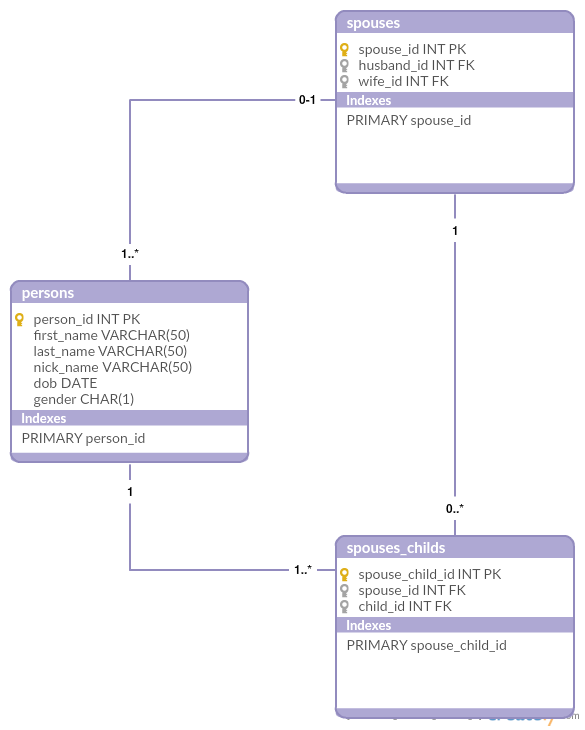 spouses
spouse_id INT PK
husband_id INT FK
wife_id INT FK
Indexes
PRIMARY spouse_id
0-1
1
1..*
persons
person_id INT PK
first_name VARCHAR(50)
last_name VARCHAR(50)
nick_name VARCHAR(50)
dob DATE
gender CHAR(1)
Indexes
PRIMARY person_id
1
0..*
1..*
spouses_childs
spouse_child_id INT PK
spouse_id INT FK
child_id INT FK
Indexes
PRIMARY spouse_child_id